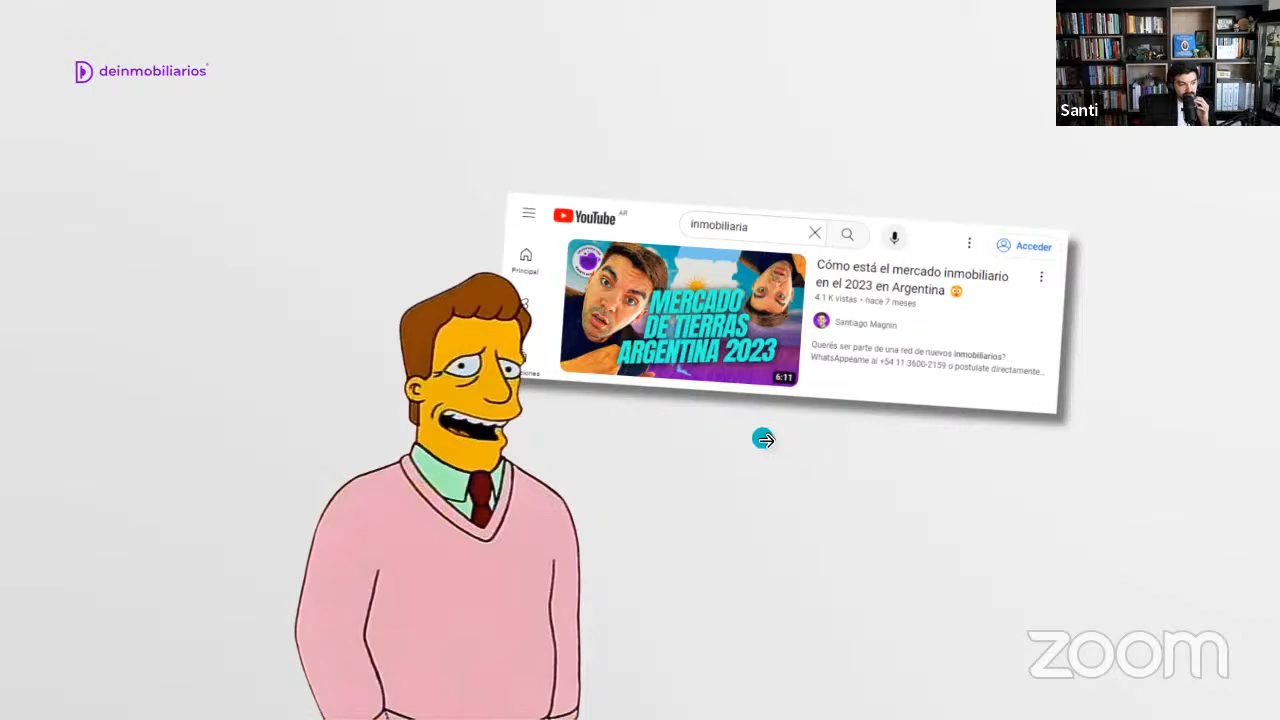 deinmobiliarios
Santi
YouTube AR
inmobiliaria
Acceder
Principal
MERCADO
DE TIERRAS
ARGENTINA 2023
6:11
Cómo está el mercado inmobiliario
en el 2023 en Argentina 🤯
4.1 K vistas • hace 7 meses
Santiago Magnin
Querés ser parte de una red de nuevos inmobiliarios?
WhatsAppeame al +54 11 3600-2159 o postulate directamente...
zoom